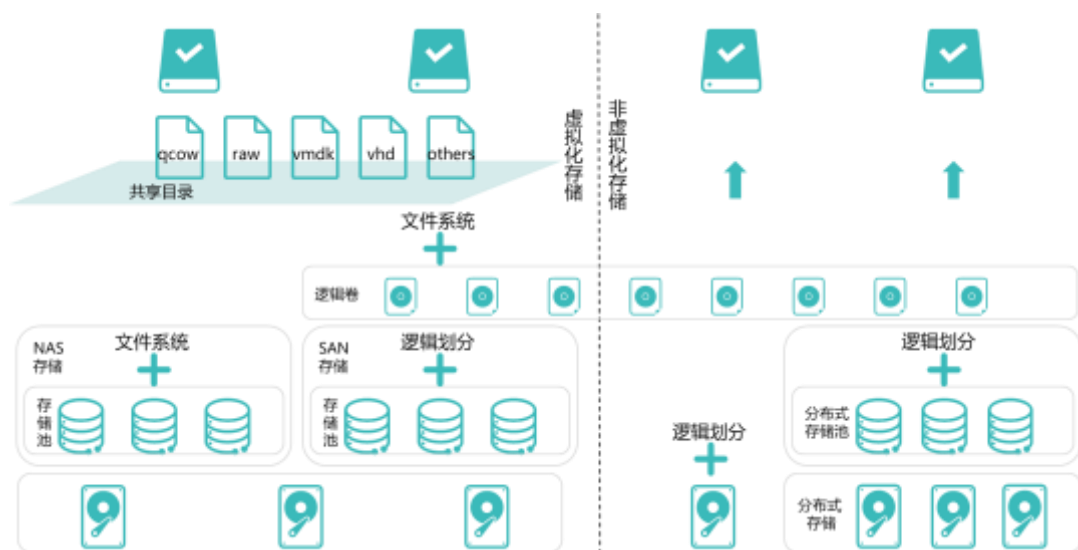 qcow
raw
vmdk
vhd
others
共享目录
虚拟化存储
非虚拟化存储
文件系统
逻辑卷
NAS
存储
文件系统
存储池
SAN
存储
逻辑划分
存储池
逻辑划分
逻辑划分
分布式
存储池
分布式
存储